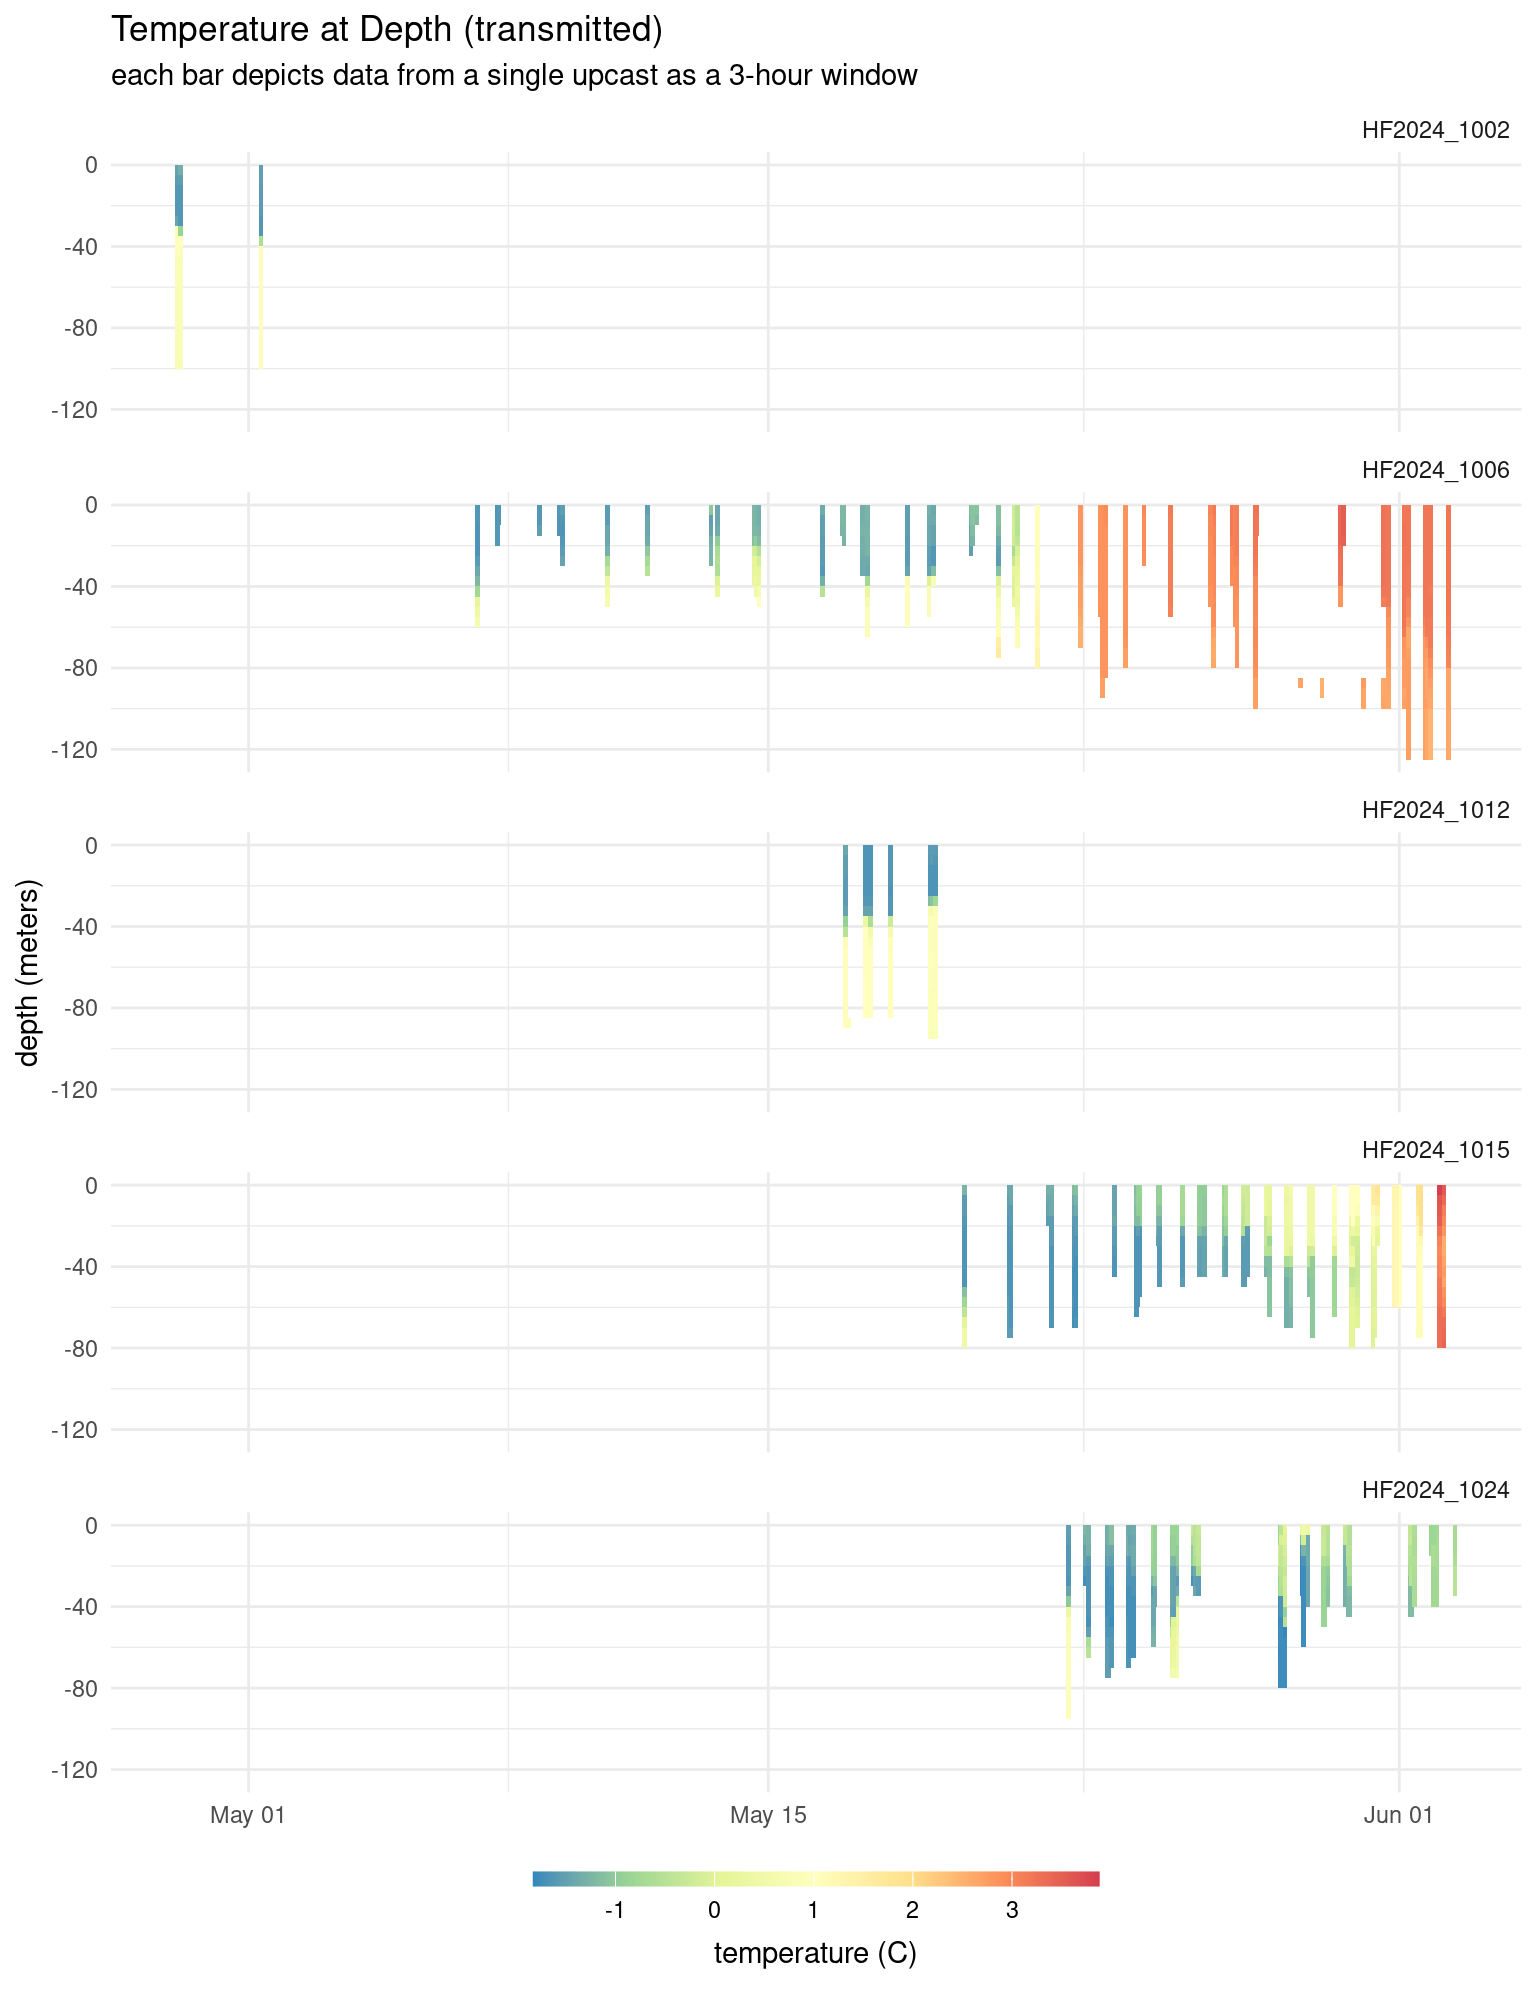 Temperature at Depth (transmitted)
each bar depicts data from a single upcast as a 3-hour window
HF2024_1002
0
-40
-80
-120
HF2024_1006
0
-40
-80
-120
HF2024_1012
0
-40
-80
-120
depth (meters)
HF2024_1015
0
-40
-80
-120
HF2024_1024
0
-40
-80
-120
May 01 May 15 Jun 01
-1 0 1 2 3
temperature (C)